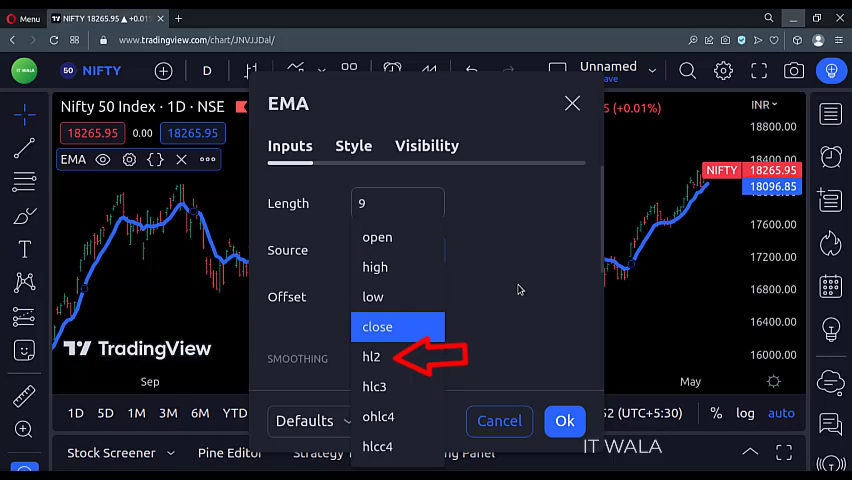 Menu
NIFTY 18265.95 ▲ +0.01%
www.tradingview.com/chart/JNVJJDal/
IT WALA
50 NIFTY
D
Unnamed
Nifty 50 Index · 1D · NSE
(+0.01%)
INR
18265.95 0.00 18265.95
EMA
EMA
Inputs Style Visibility
Length 9
Source
Offset
SMOOTHING
open
high
low
close
hl2
hlc3
ohlc4
hlcc4
Defaults Cancel Ok
18800.00
18400.00
NIFTY 18265.95
18096.85
17600.00
17200.00
16800.00
16400.00
16000.00
TradingView
Sep May
1D 5D 1M 3M 6M YTD
52 (UTC+5:30) % log auto
Stock Screener Pine Editor Panel
IT WALA